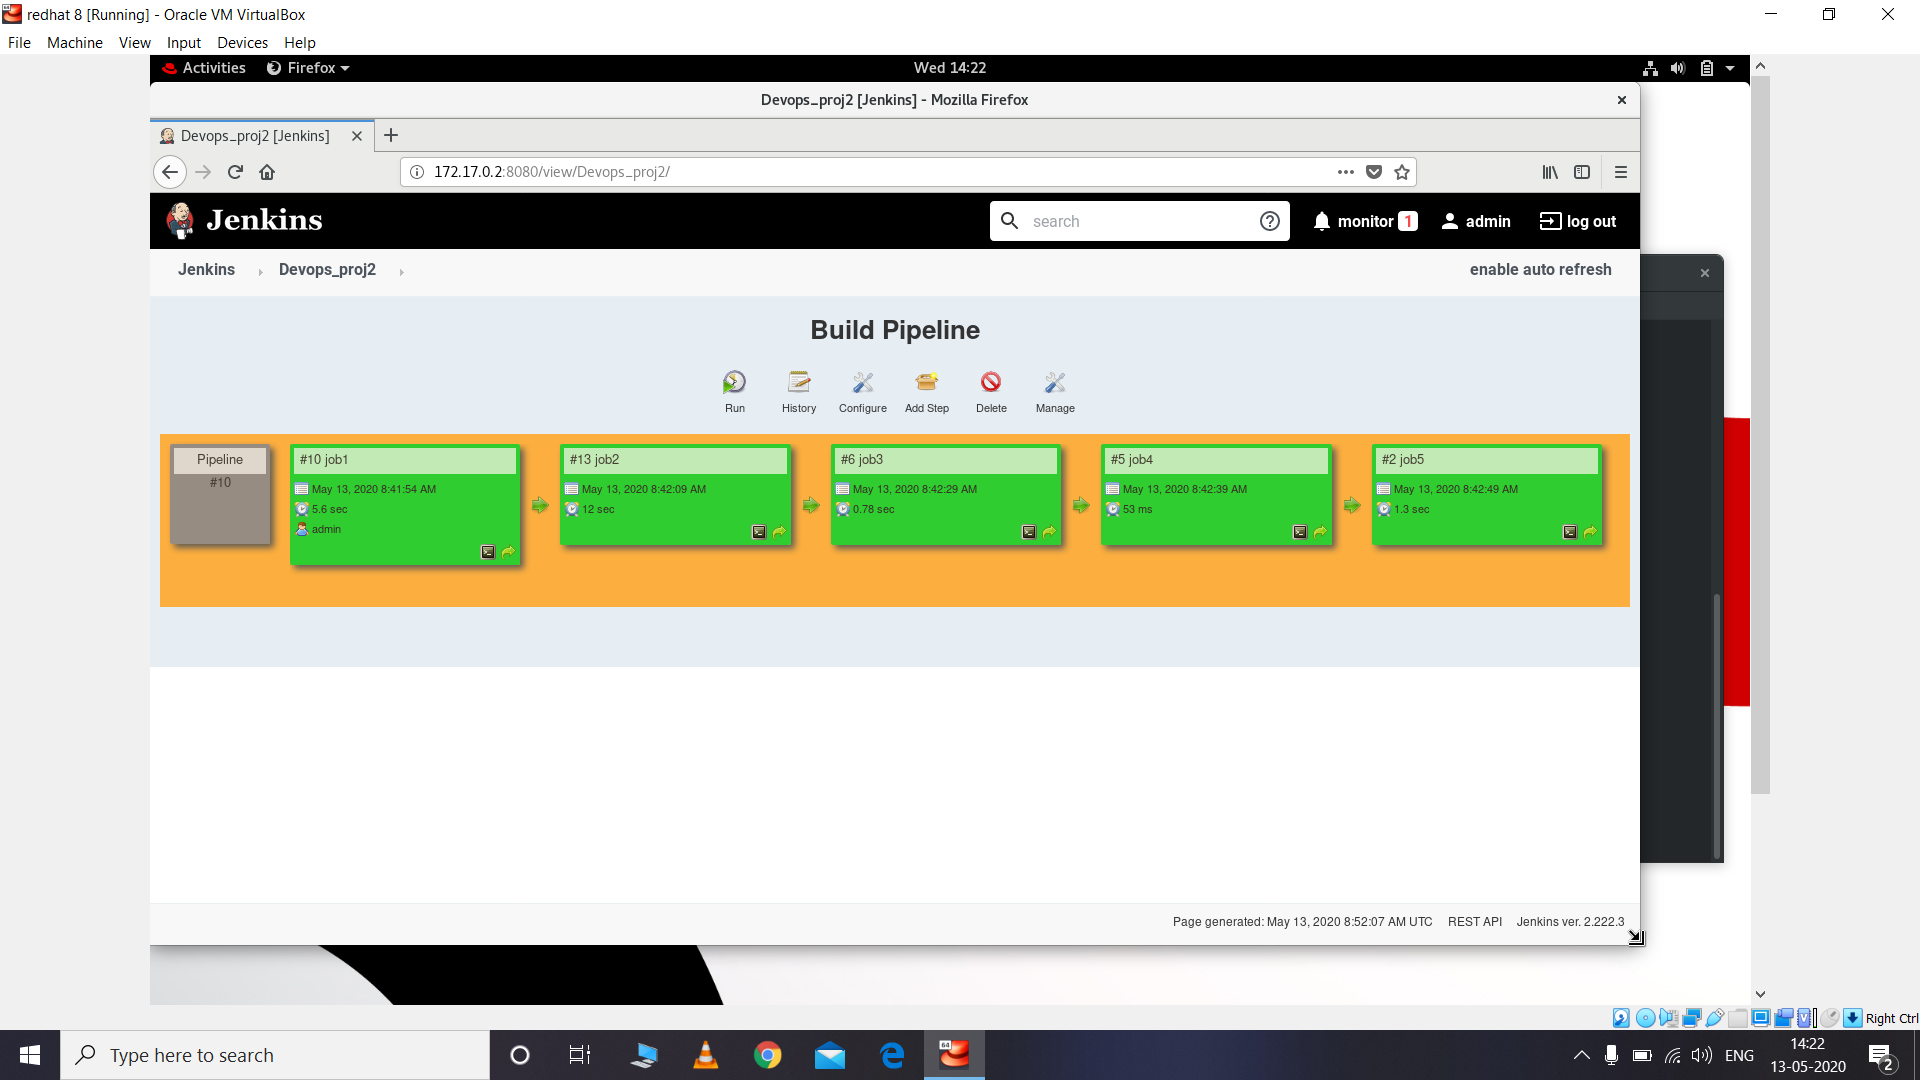 redhat 8 [Running] - Oracle VM VirtualBox
File Machine View Input Devices Help
Activities Firefox Wed 14:22
Devops_proj2 [Jenkins] - Mozilla Firefox
Devops_proj2 [Jenkins]
172.17.0.2:8080/view/Devops_proj2/
Jenkins search monitor 1 admin log out
Jenkins Devops_proj2 enable auto refresh
Build Pipeline
Run History Configure Add Step Delete Manage
Pipeline
#10
#10 job1
May 13, 2020 8:41:54 AM
5.6 sec
admin
#13 job2
May 13, 2020 8:42:09 AM
12 sec
#6 job3
May 13, 2020 8:42:29 AM
0.78 sec
#5 job4
May 13, 2020 8:42:39 AM
53 ms
#2 job5
May 13, 2020 8:42:49 AM
1.3 sec
Page generated: May 13, 2020 8:52:07 AM UTC REST API Jenkins ver. 2.222.3
Right Ctrl
Type here to search
64
ENG
14:22
13-05-2020
2